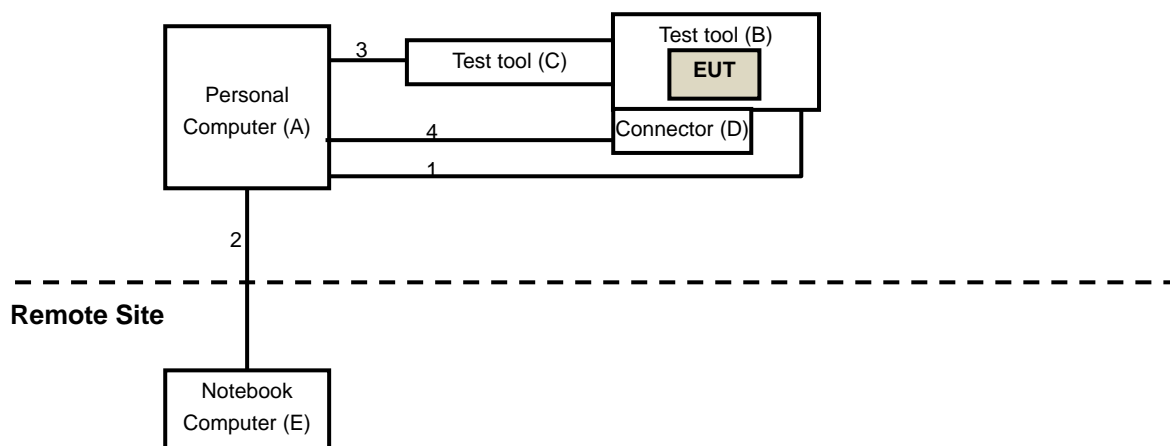 3
Test tool (C)
Test tool (B)
EUT
Personal
Computer (A)
4
Connector (D)
1
2
Remote Site
Notebook
Computer (E)